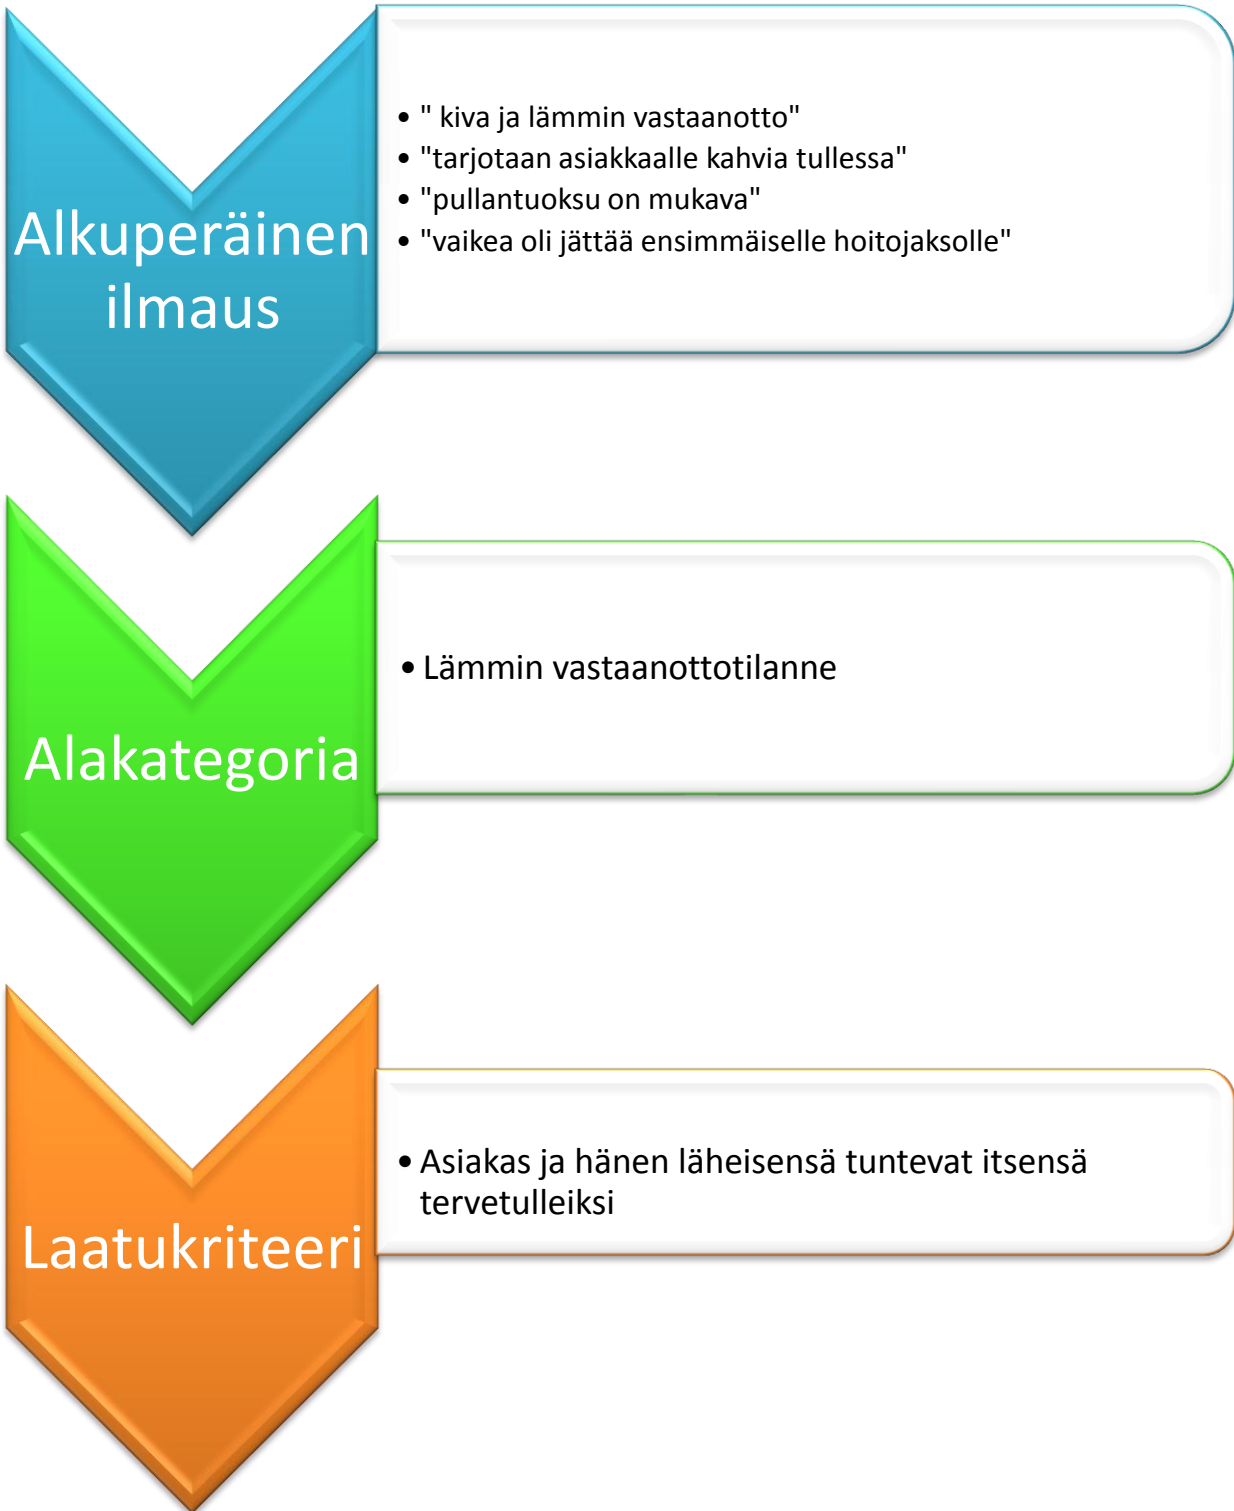 Alkuperäinen
ilmaus
• " kiva ja lämmin vastaanotto"
• "tarjotaan asiakkaalle kahvia tullessa"
• "pullantuoksu on mukava"
• "vaikea oli jättää ensimmäiselle hoitojaksolle"
Alakategoria
• Lämmin vastaanottotilanne
Laatukriteeri
• Asiakas ja hänen läheisensä tuntevat itsensä
tervetulleiksi